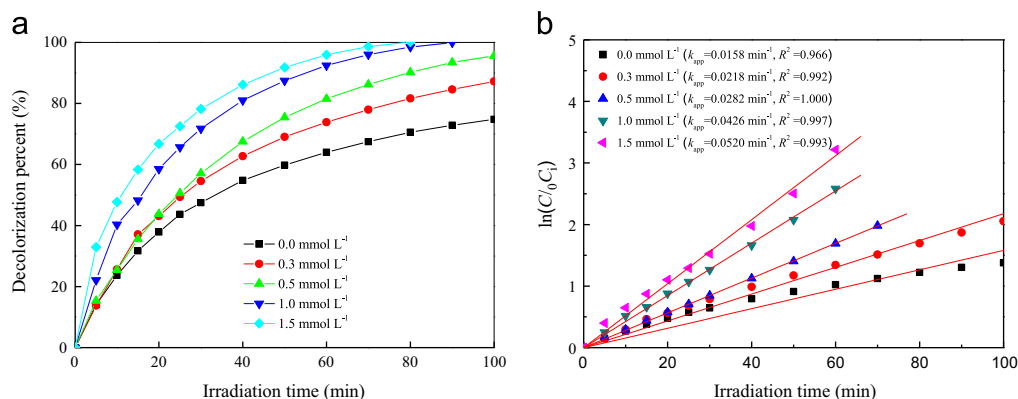 a
Decolorization percent (%)
100
80
60
40
20
0
0.0 mmol L⁻¹
0.3 mmol L⁻¹
0.5 mmol L⁻¹
1.0 mmol L⁻¹
1.5 mmol L⁻¹
0 20 40 60 80 100
Irradiation time (min)
b
ln(C/₀Cᵢ)
5
4
3
2
1
0
0.0 mmol L⁻¹ (kₐₚₚ=0.0158 min⁻¹, R²=0.966)
0.3 mmol L⁻¹ (kₐₚₚ=0.0218 min⁻¹, R²=0.992)
0.5 mmol L⁻¹ (kₐₚₚ=0.0282 min⁻¹, R²=1.000)
1.0 mmol L⁻¹ (kₐₚₚ=0.0426 min⁻¹, R²=0.997)
1.5 mmol L⁻¹ (kₐₚₚ=0.0520 min⁻¹, R²=0.993)
0 20 40 60 80 100
Irradiation time (min)